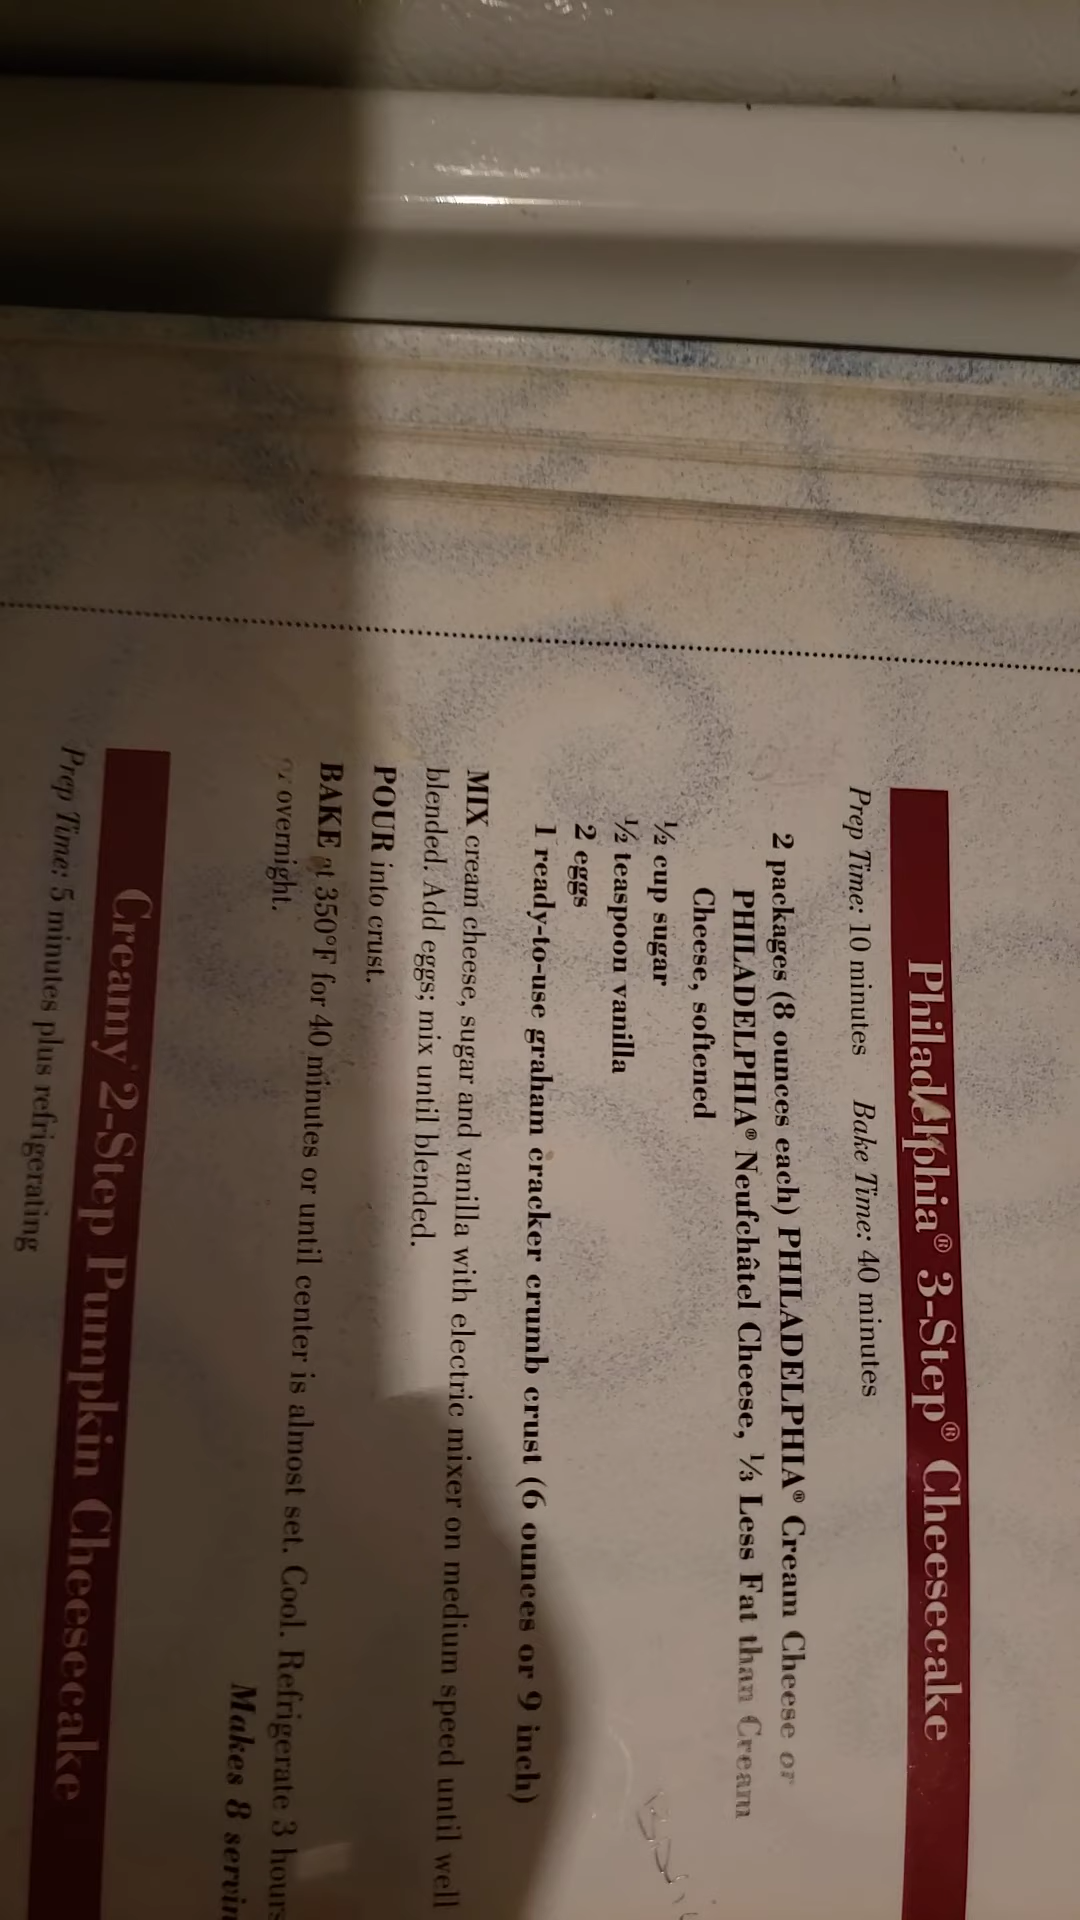 Philadelphia® 3-Step® Cheesecake
Prep Time: 10 minutes Bake Time: 40 minutes
2 packages (8 ounces each) PHILADELPHIA® Cream Cheese or
PHILADELPHIA® Neufchâtel Cheese, ⅓ Less Fat than Cream
Cheese, softened
½ cup sugar
½ teaspoon vanilla
2 eggs
1 ready-to-use graham cracker crumb crust (6 ounces or 9 inch)
MIX cream cheese, sugar and vanilla with electric mixer on medium speed until well
blended. Add eggs; mix until blended.
POUR into crust.
BAKE at 350°F for 40 minutes or until center is almost set. Cool. Refrigerate 3 hours
or overnight.
Makes 8 servin
Creamy 2-Step Pumpkin Cheesecake
Prep Time: 5 minutes plus refrigerating